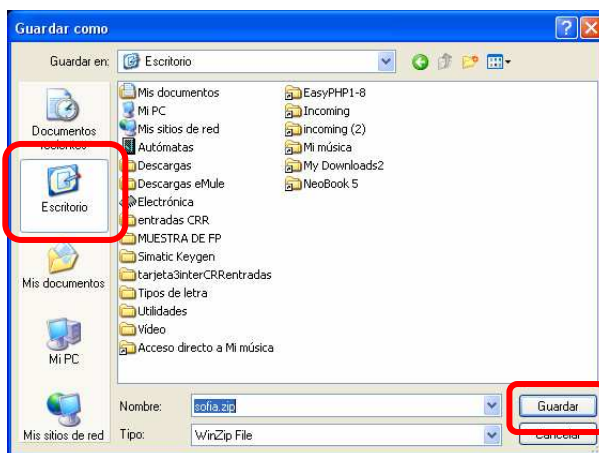 Guardar como
Guardar en:
Escritorio
Documentos
recientes
Escritorio
Mis documentos
Mi PC
Mis sitios de red
Mis documentos
Mi PC
Mis sitios de red
Autómatas
Descargas
Descargas eMule
Electrónica
entradas CRR
MUESTRA DE FP
Simatic Keygen
tarjeta3interCRRentradas
Tipos de letra
Utilidades
Vídeo
Acceso directo a Mi música
EasyPHP1-8
Incoming
incoming (2)
Mi música
My Downloads2
NeoBook 5
Nombre:
sofia.zip
Guardar
Tipo:
WinZip File
Cancelar